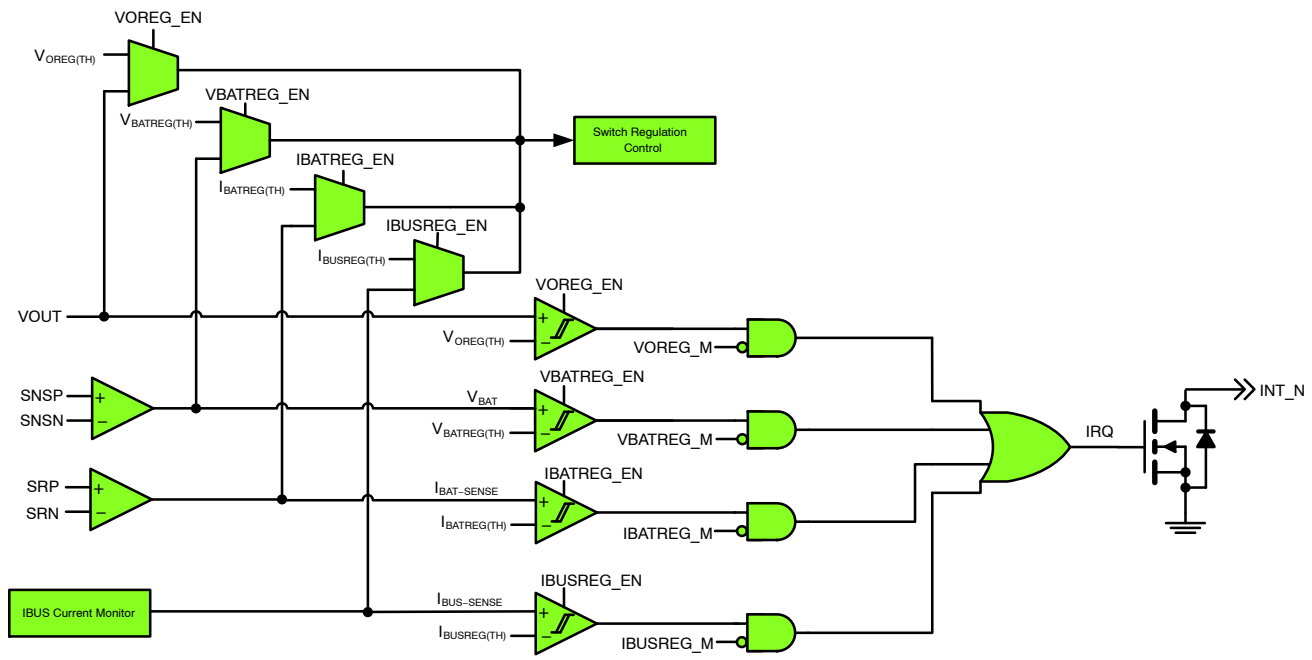 VOREG_EN
VOREG(TH)
VBATREG_EN
VBATREG(TH)
Switch Regulation
Control
IBATREG_EN
IBATREG(TH)
IBUSREG_EN
IBUSREG(TH)
VOREG_EN
VOUT
+
−
VOREG(TH)
VOREG_M
VBATREG_EN
SNSP
SNSN
+
−
VBAT
+
−
VBATREG(TH)
VBATREG_M
INT_N
IRQ
IBATREG_EN
SRP
SRN
+
−
IBAT−SENSE
+
−
IBATREG(TH)
IBATREG_M
IBUSREG_EN
IBUS Current Monitor
IBUS−SENSE
+
−
IBUSREG(TH)
IBUSREG_M